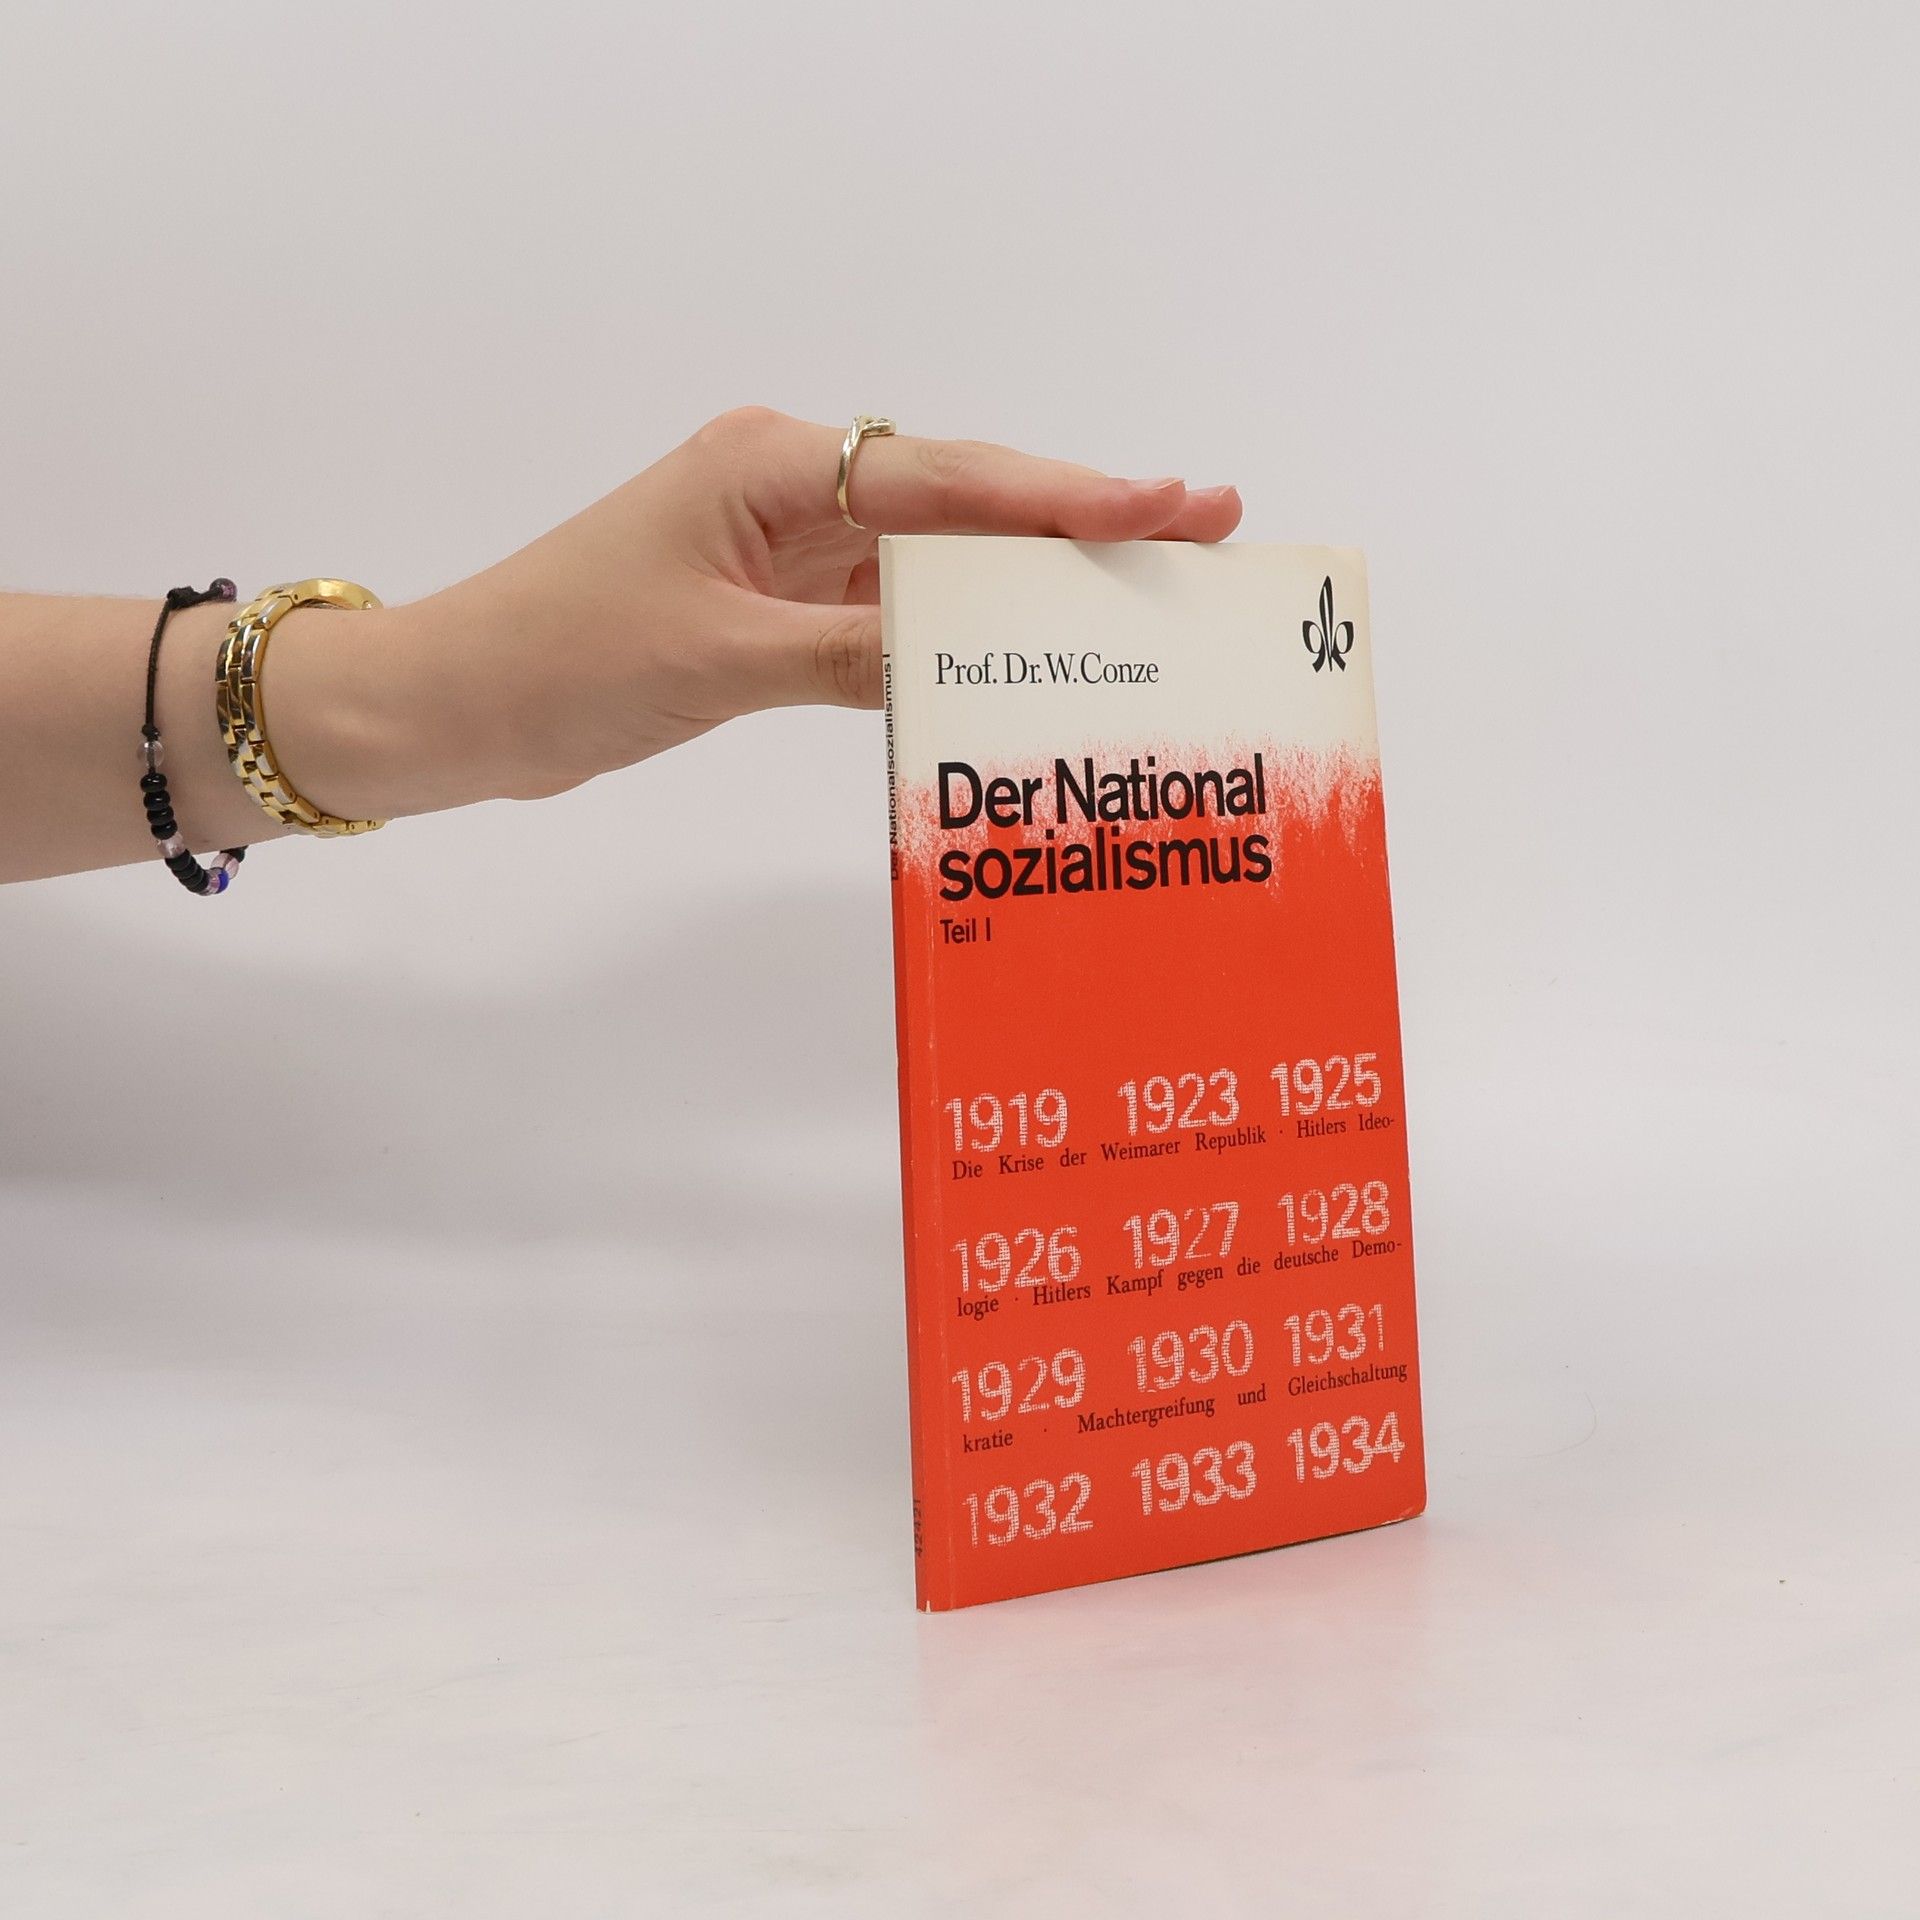 Prof. Dr. W. Conze
Der National
sozialismus
Teil I
1919 1923 1925
Die Krise der Weimarer Republik · Hitlers Ideo-
1926 1927 1928
logie · Hitlers Kampf gegen die deutsche Demo-
1929 1930 1931
kratie · Machtergreifung und Gleichschaltung
1932 1933 1934
Der Nationalsozialismus I
42421